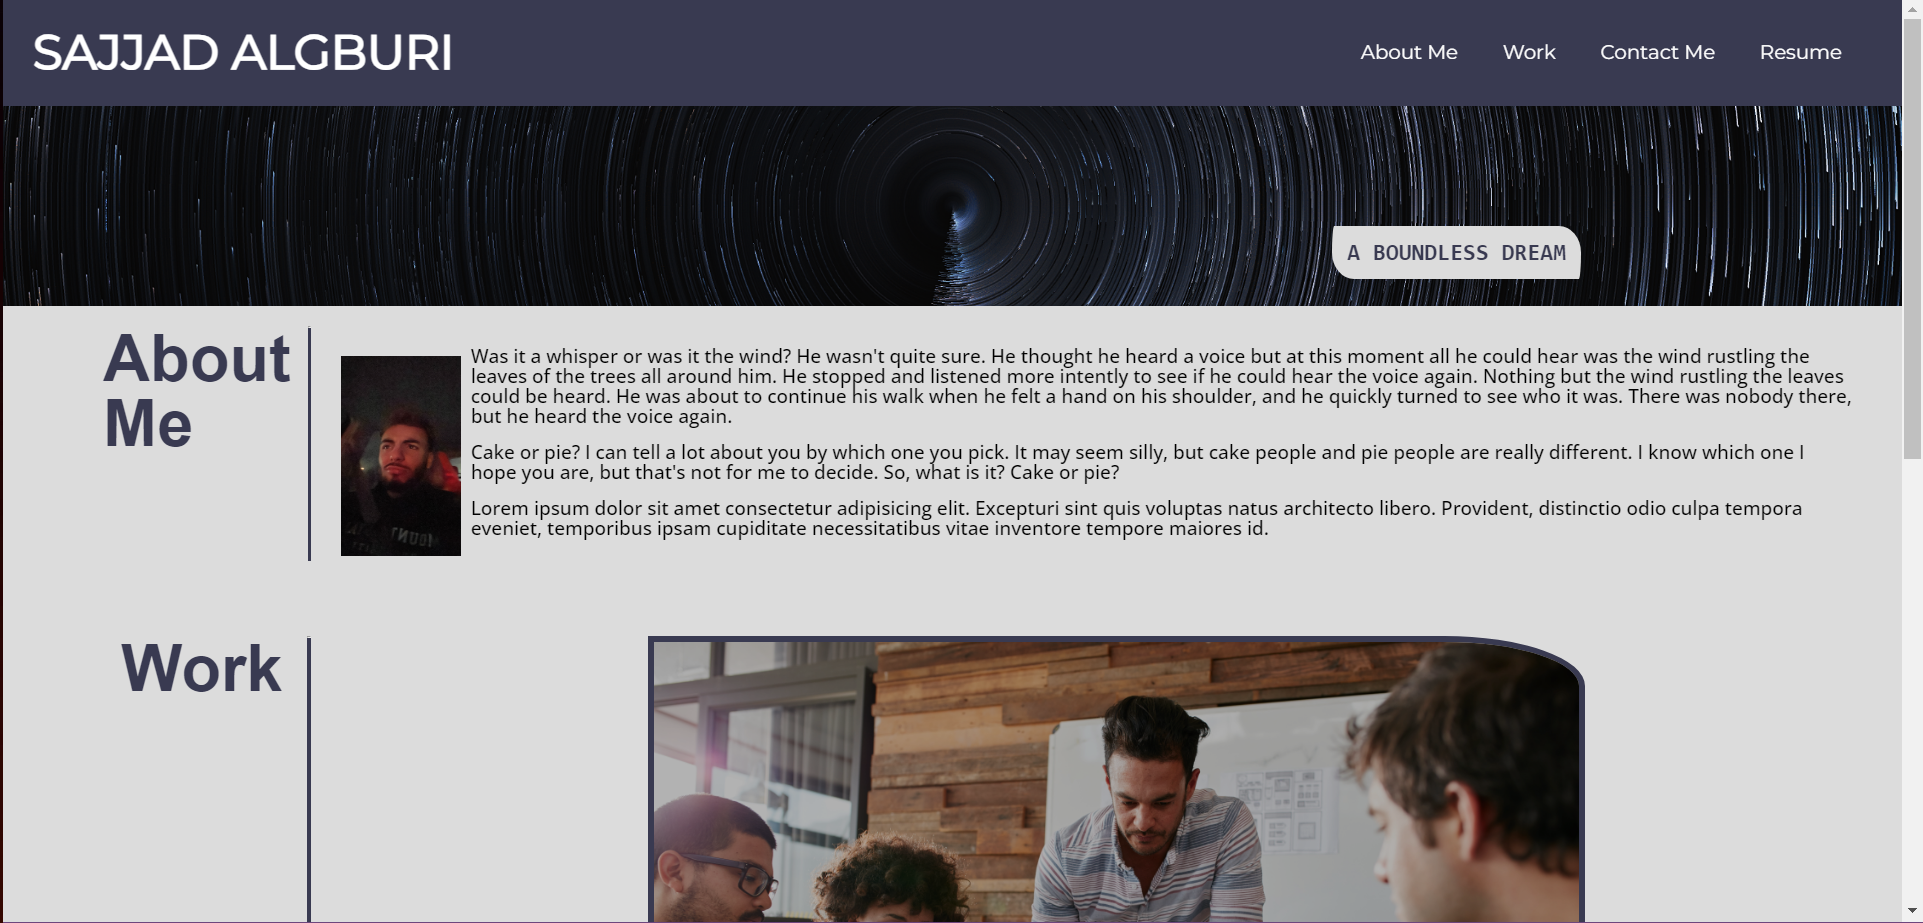 SAJJAD ALGBURI
About Me
Work
Contact Me
Resume
A BOUNDLESS DREAM
About
Me
Was it a whisper or was it the wind? He wasn't quite sure. He thought he heard a voice but at this moment all he could hear was the wind rustling the
leaves of the trees all around him. He stopped and listened more intently to see if he could hear the voice again. Nothing but the wind rustling the leaves
could be heard. He was about to continue his walk when he felt a hand on his shoulder, and he quickly turned to see who it was. There was nobody there,
but he heard the voice again.
Cake or pie? I can tell a lot about you by which one you pick. It may seem silly, but cake people and pie people are really different. I know which one I
hope you are, but that's not for me to decide. So, what is it? Cake or pie?
Lorem ipsum dolor sit amet consectetur adipisicing elit. Excepturi sint quis voluptas natus architecto libero. Provident, distinctio odio culpa tempora
eveniet, temporibus ipsam cupiditate necessitatibus vitae inventore tempore maiores id.
Work